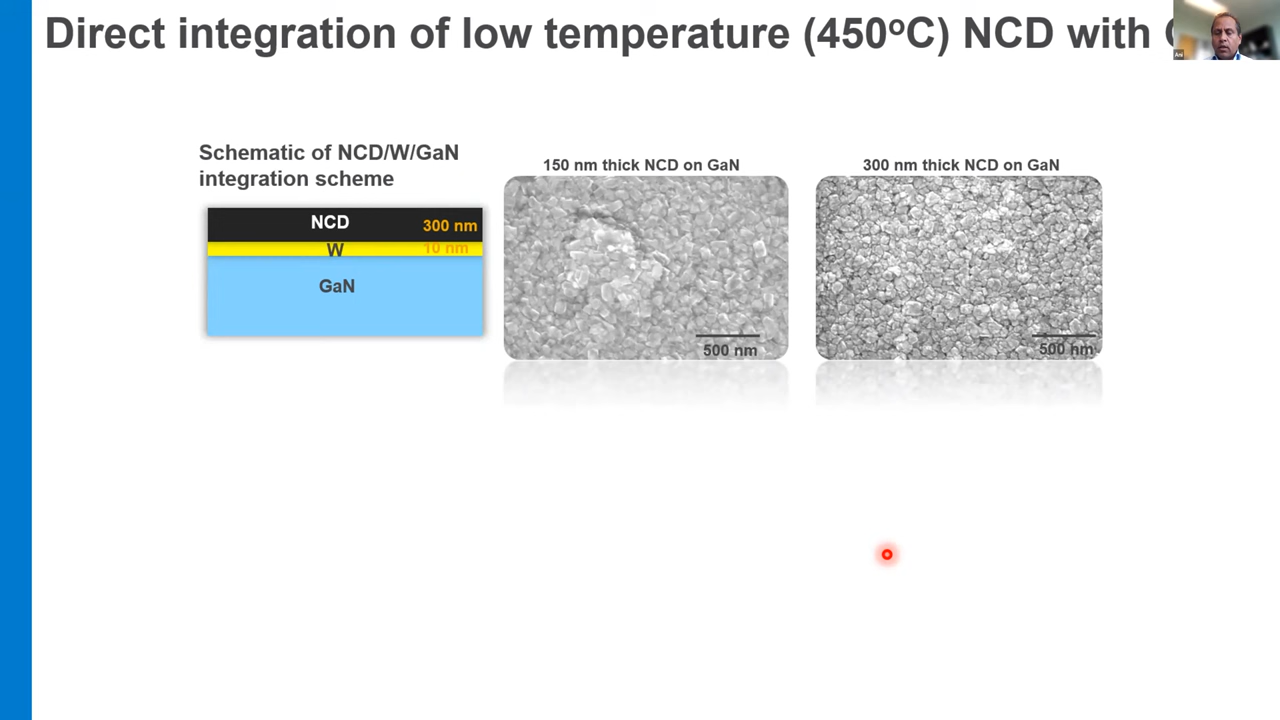 Direct integration of low temperature (450ºC) NCD with
Schematic of NCD/W/GaN
integration scheme
NCD
300 nm
W
10 nm
GaN
150 nm thick NCD on GaN
500 nm
300 nm thick NCD on GaN
500 nm
Ani